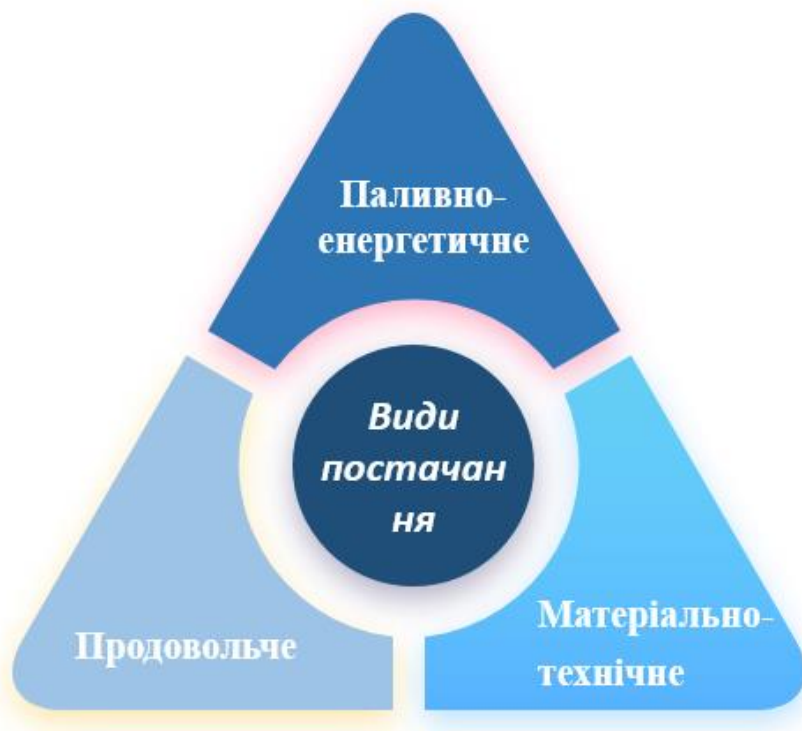 Паливно-
енергетичне
Види
постачан
ня
Продовольче
Матеріально-
технічне